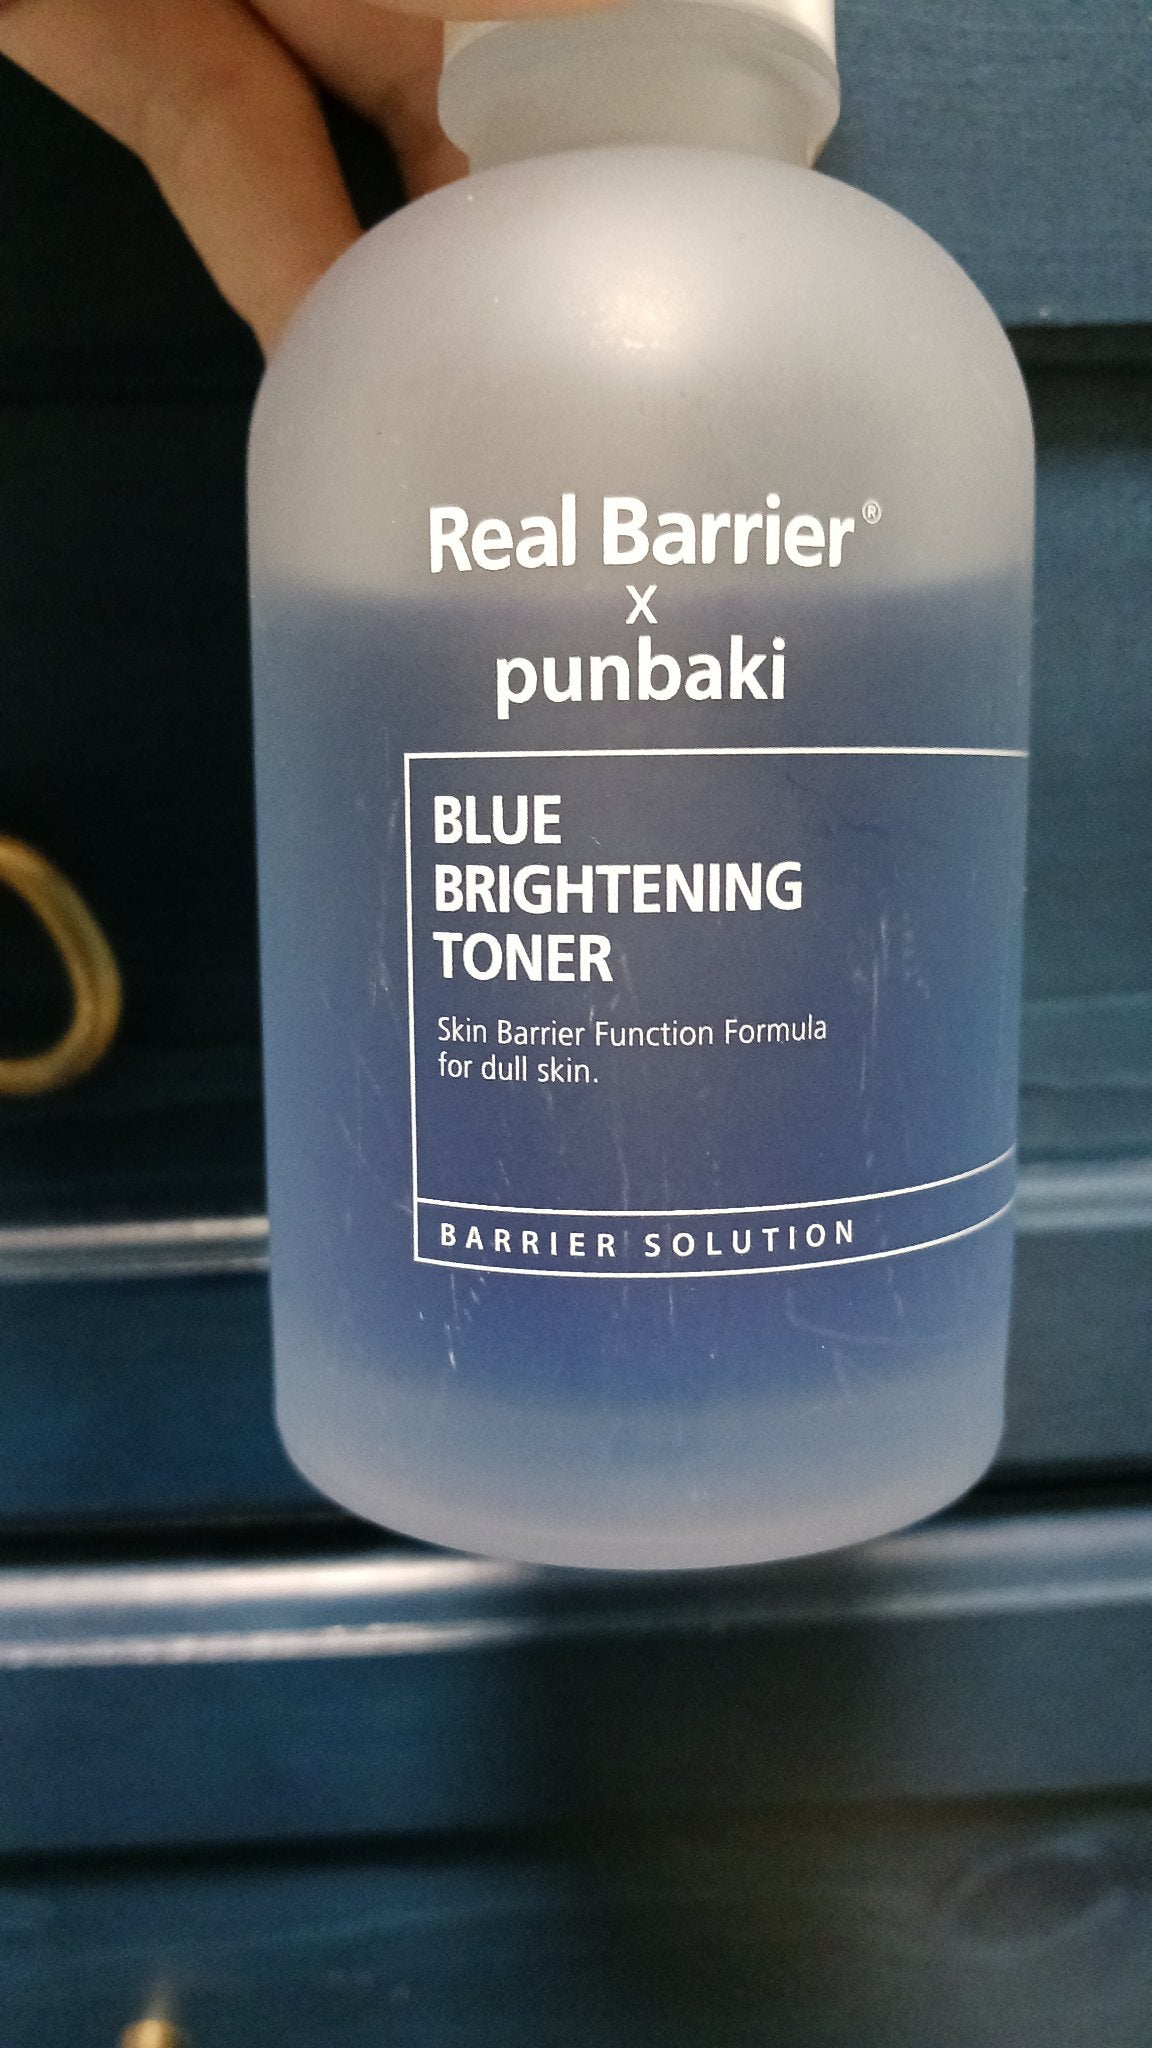 Real Barrier®
x
punbaki
BLUE
BRIGHTENING
TONER
Skin Barrier Function Formula
for dull skin.
BARRIER SOLUTION